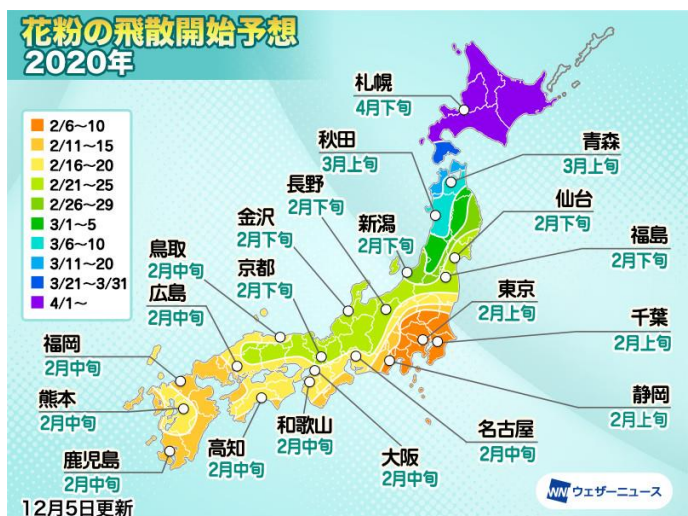 花粉の飛散開始予想
2020年
2/6~10
2/11~15
2/16~20
2/21~25
2/26~29
3/1~5
3/6~10
3/11~20
3/21~3/31
4/1~
札幌
4月下旬
秋田
3月上旬
青森
3月上旬
長野
2月下旬
仙台
2月下旬
金沢
2月下旬
新潟
2月下旬
福島
2月下旬
鳥取
2月中旬
京都
2月下旬
東京
2月上旬
広島
2月中旬
千葉
2月上旬
福岡
2月中旬
静岡
2月上旬
熊本
2月中旬
和歌山
2月中旬
名古屋
2月中旬
高知
2月中旬
大阪
2月中旬
鹿児島
2月中旬
WNI ウェザーニュース
12月5日更新